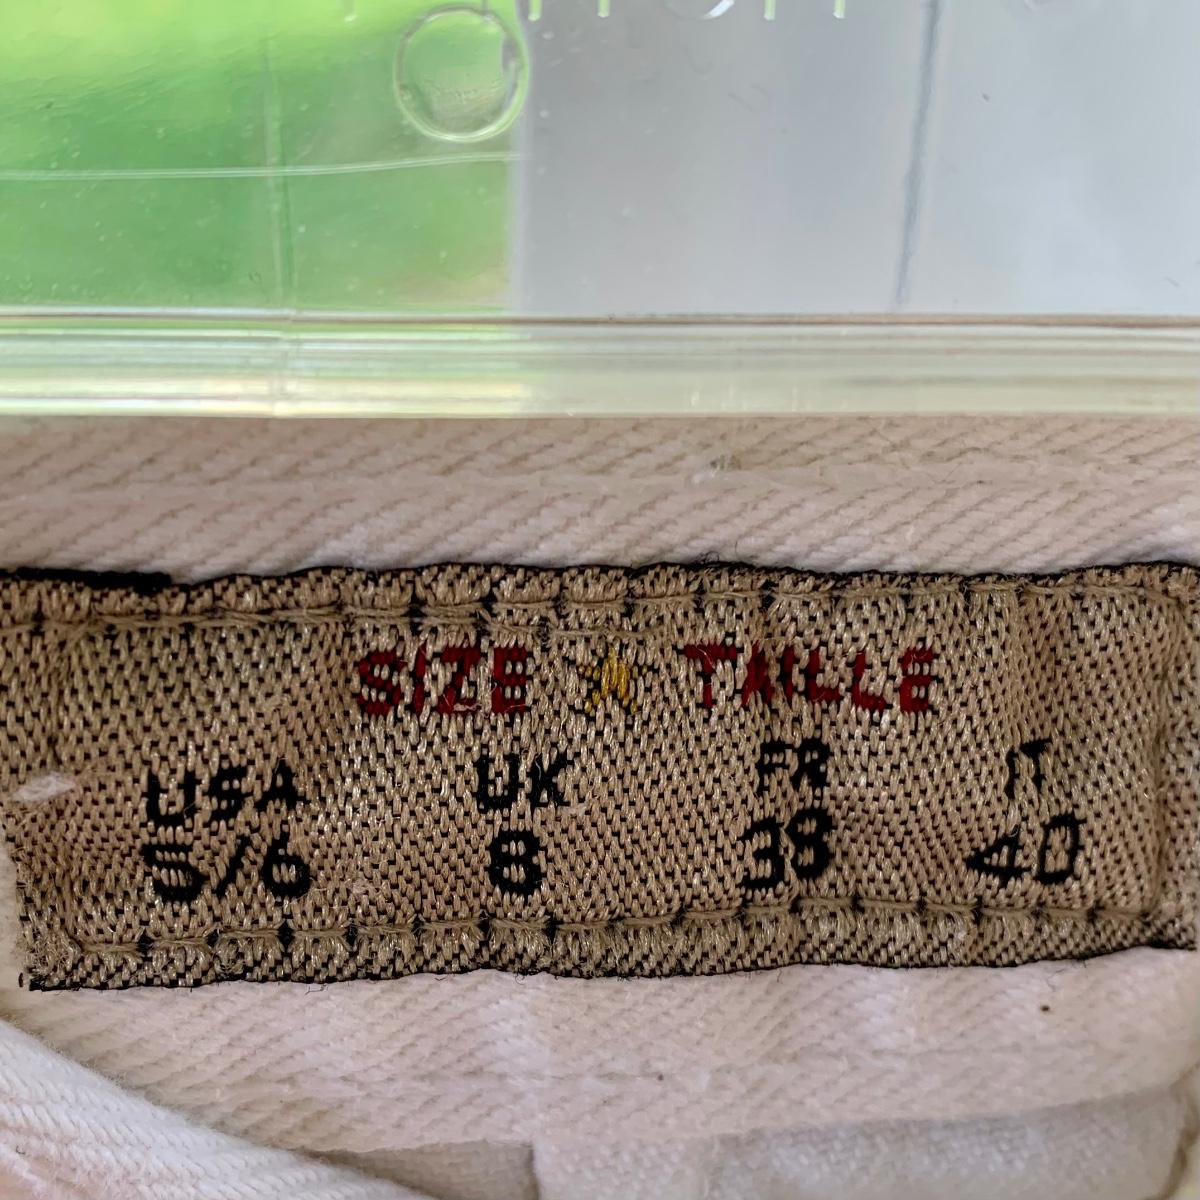 SIZE ★ TAILLE
USA UK FR IT
5/6 8 38 40